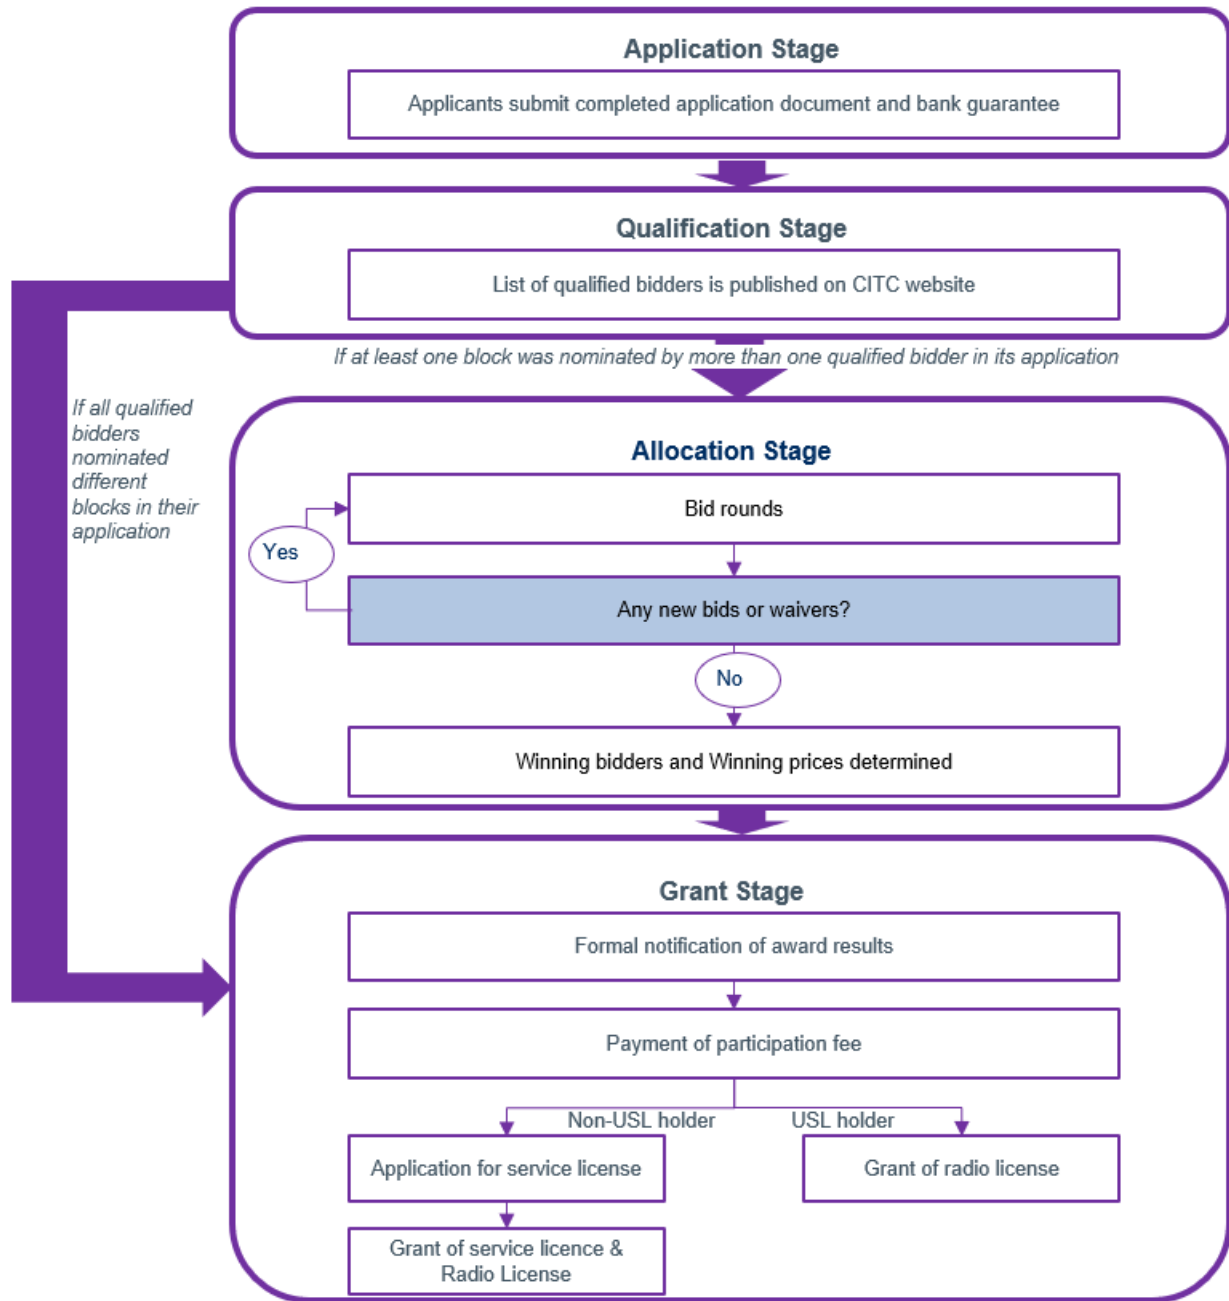 Application Stage
Applicants submit completed application document and bank guarantee
Qualification Stage
List of qualified bidders is published on CITC website
If at least one block was nominated by more than one qualified bidder in its application
If all qualified
bidders
nominated
different
blocks in their
application
Allocation Stage
Bid rounds
Yes
Any new bids or waivers?
No
Winning bidders and Winning prices determined
Grant Stage
Formal notification of award results
Payment of participation fee
Non-USL holder
USL holder
Application for service license
Grant of radio license
Grant of service licence &
Radio License